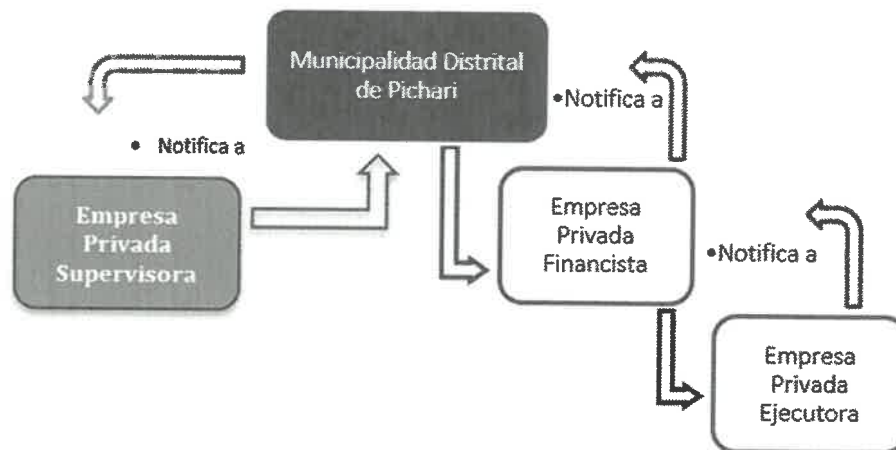 Municipalidad Distrital
de Pichari
•Notifica a
• Notifica a
Empresa
Privada
Supervisora
Empresa
Privada
Financista
•Notifica a
Empresa
Privada
Ejecutora